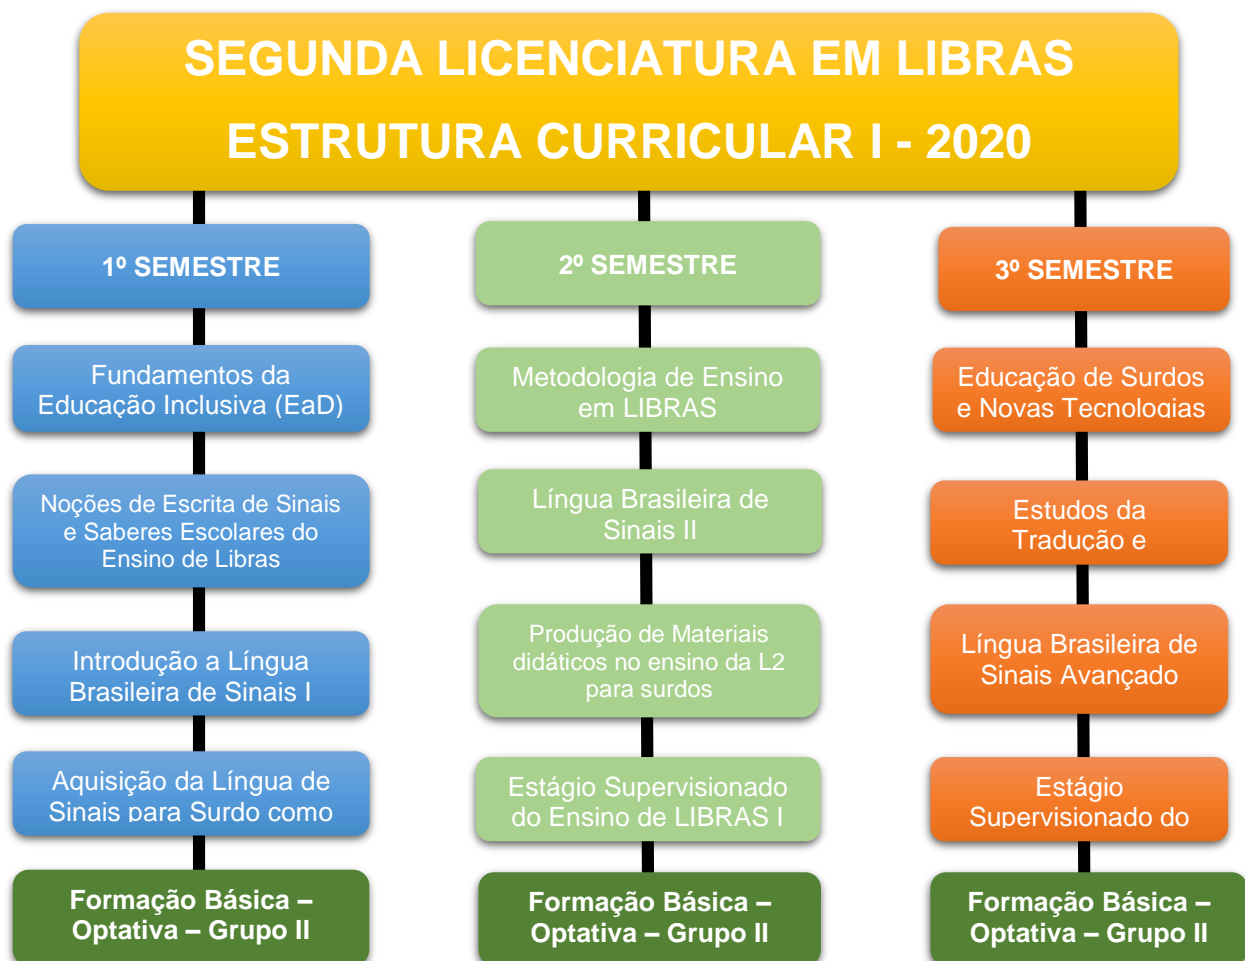 SEGUNDA LICENCIATURA EM LIBRAS
ESTRUTURA CURRICULAR I - 2020
1º SEMESTRE
Fundamentos da
Educação Inclusiva (EaD)
Noções de Escrita de Sinais
e Saberes Escolares do
Ensino de Libras
Introdução a Língua
Brasileira de Sinais I
Aquisição da Língua de
Sinais para Surdo como
Formação Básica –
Optativa – Grupo II
2º SEMESTRE
Metodologia de Ensino
em LIBRAS
Língua Brasileira de
Sinais II
Produção de Materiais
didáticos no ensino da L2
para surdos
Estágio Supervisionado
do Ensino de LIBRAS I
Formação Básica –
Optativa – Grupo II
3º SEMESTRE
Educação de Surdos
e Novas Tecnologias
Estudos da
Tradução e
Língua Brasileira de
Sinais Avançado
Estágio
Supervisionado do
Formação Básica –
Optativa – Grupo II